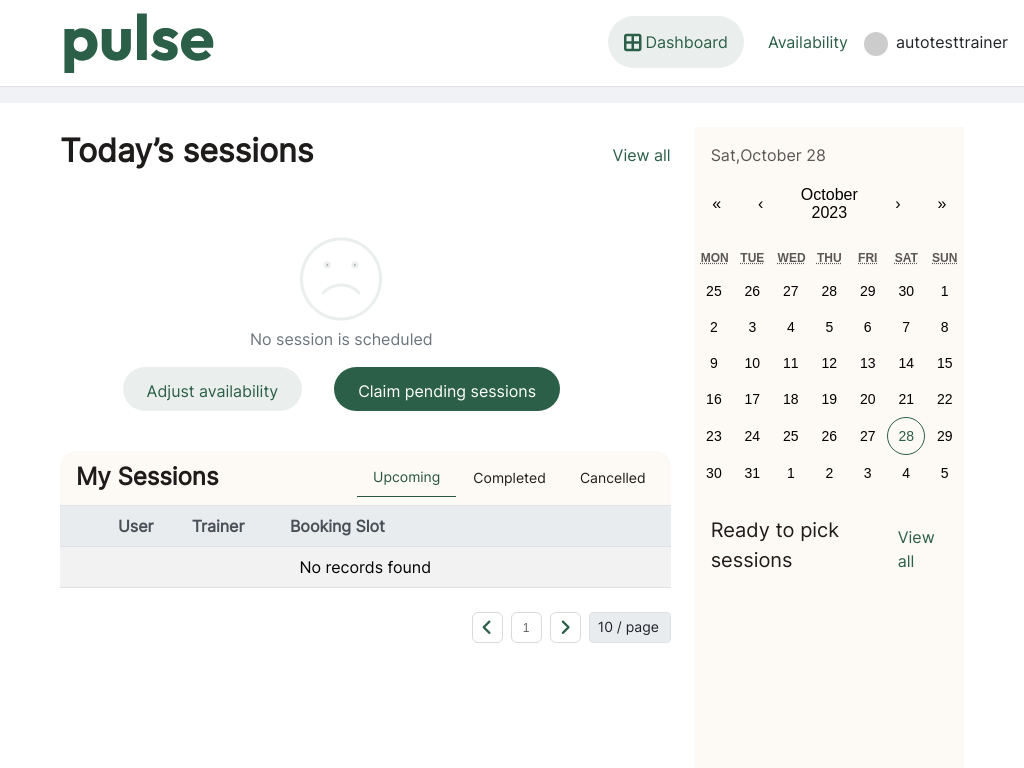 pulse
Dashboard
Availability
autotesttrainer
Today’s sessions
View all
No session is scheduled
Adjust availability
Claim pending sessions
My Sessions
Upcoming
Completed
Cancelled
User Trainer Booking Slot
No records found
1
10 / page
Sat,October 28
« ‹ October › »
2023
MON TUE WED THU FRI SAT SUN
25 26 27 28 29 30 1
2 3 4 5 6 7 8
9 10 11 12 13 14 15
16 17 18 19 20 21 22
23 24 25 26 27 28 29
30 31 1 2 3 4 5
Ready to pick
sessions
View
all